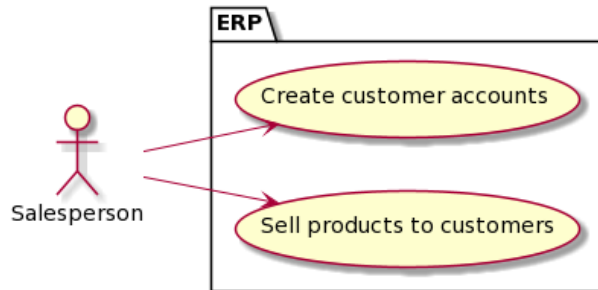 ERP
Create customer accounts
Salesperson
Sell products to customers